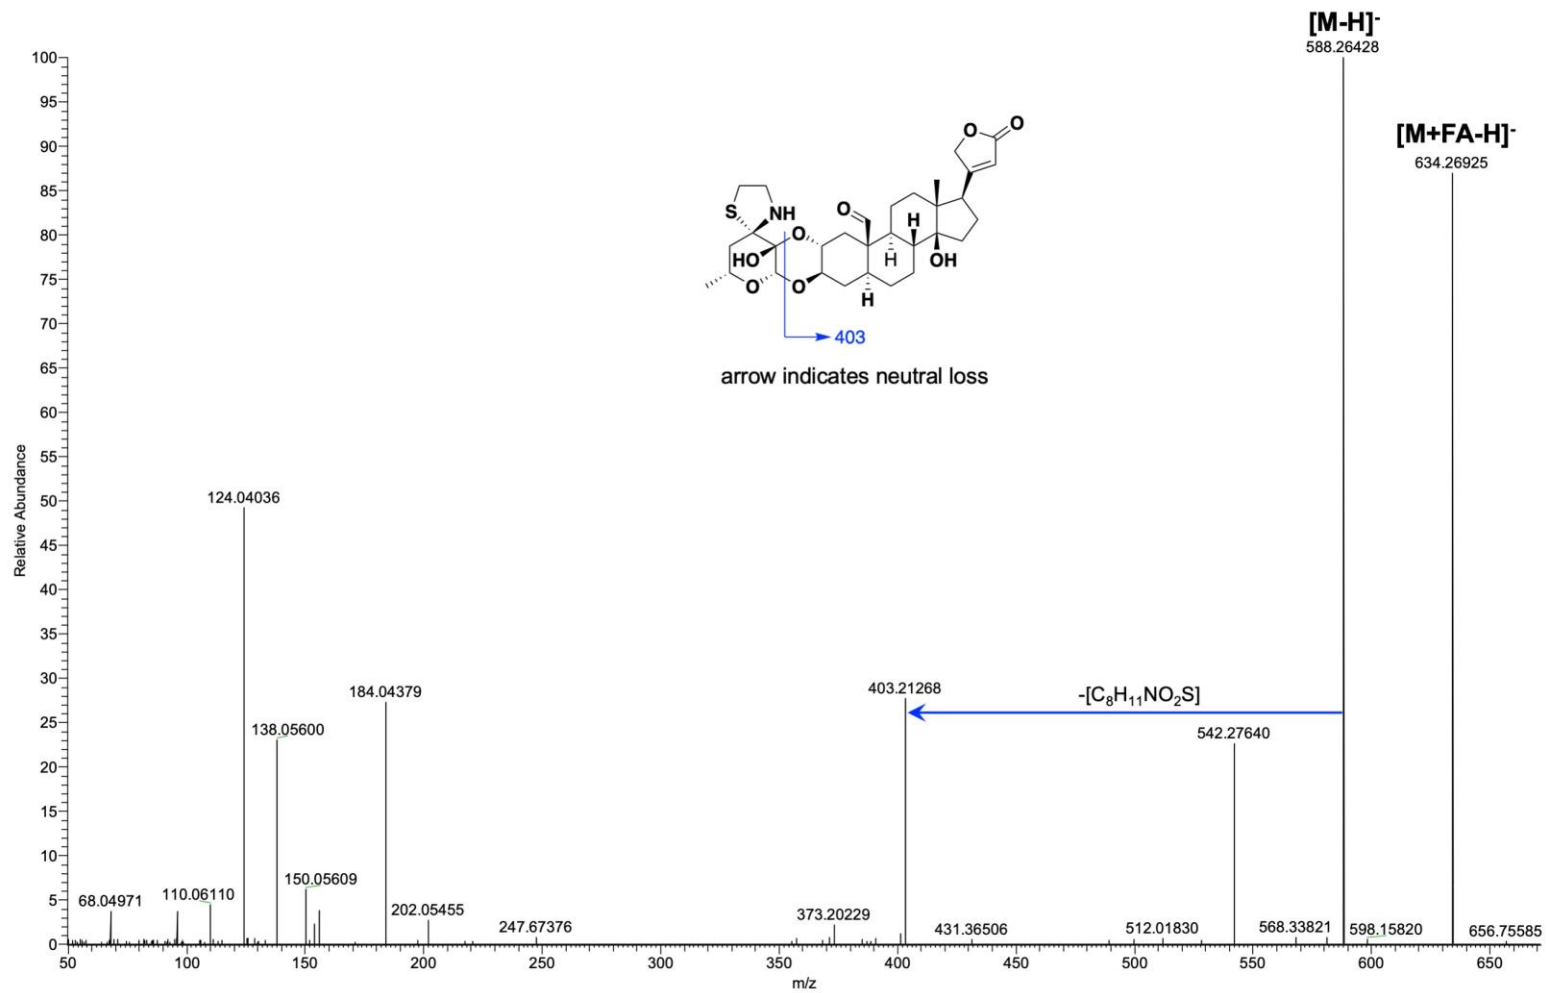 [M-H]-
588.26428
[M+FA-H]-
634.26925
O
O
S
NH
O
O
H
HO
H
OH
O
O
H
403
arrow indicates neutral loss
-[C8H11NO2S]
403.21268
542.27640
124.04036
184.04379
138.05600
68.04971
110.06110
150.05609
202.05455
247.67376
373.20229
431.36506
512.01830
568.33821
598.15820
656.75585
Relative Abundance
100
95
90
85
80
75
70
65
60
55
50
45
40
35
30
25
20
15
10
5
0
50 100 150 200 250 300 350 400 450 500 550 600 650
m/z